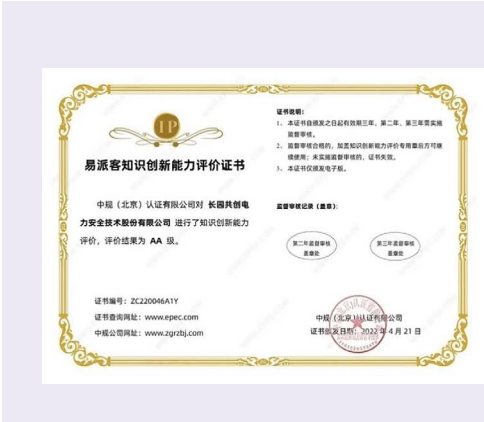 IP
易派客知识创新能力评价证书
中规（北京）认证有限公司对 长园共创电
力安全技术股份有限公司 进行了知识创新能力
评价，评价结果为 AA 级。
证书编号：ZC220046A1Y
证书查询网址：www.epec.com
中规公司网址：www.zgrzbj.com
证书说明：
1、 本证书自颁发之日起有效期三年，第二年、第三年需实施
监督审核。
2、 监督审核合格的，加盖知识创新能力评价专用章后方可继
续使用；未实施监督审核的，证书失效。
3、 本证书仅颁发电子版。
监督审核记录（盖章）：
第二年监督审核
盖章处
第三年监督审核
盖章处
中规（北京）认证有限公司
证书颁发日期：2022 年 4 月 21 日